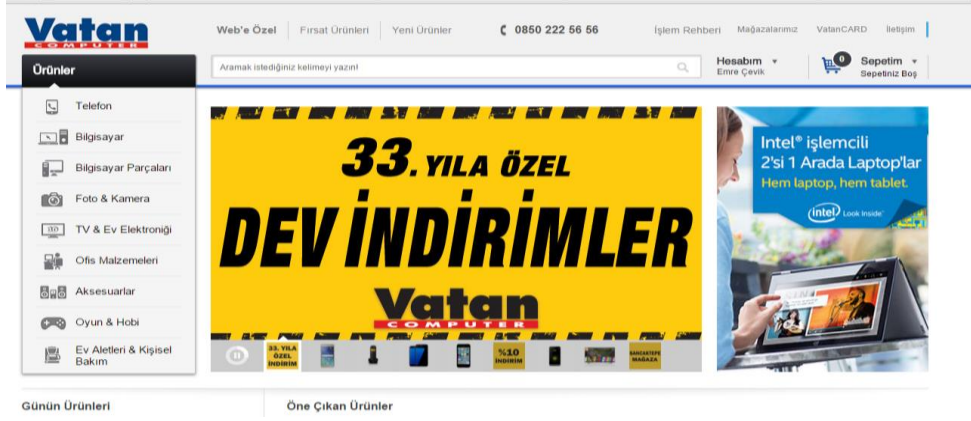 Vatan
COMPUTER
Web'e Özel
Fırsat Ürünleri
Yeni Ürünler
0850 222 56 56
İşlem Rehberi
Mağazalarımız
VatanCARD
İletişim
Ürünler
Aramak istediğiniz kelimeyi yazın!
Hesabım
Emre Çevik
0
Sepetim
Sepetiniz Boş
Telefon
Bilgisayar
Bilgisayar Parçaları
Foto & Kamera
TV & Ev Elektroniği
Ofis Malzemeleri
Aksesuarlar
Oyun & Hobi
Ev Aletleri & Kişisel
Bakım
33. YILA ÖZEL
DEV İNDİRİMLER
Vatan
COMPUTER
33. YILA
ÖZEL
İNDİRİM
%10
İNDİRİM
SANCAKTEPE
MAĞAZA
Intel® işlemcili
2'si 1 Arada Laptop'lar
Hem laptop, hem tablet.
intel Look Inside™
Günün Ürünleri
Öne Çıkan Ürünler